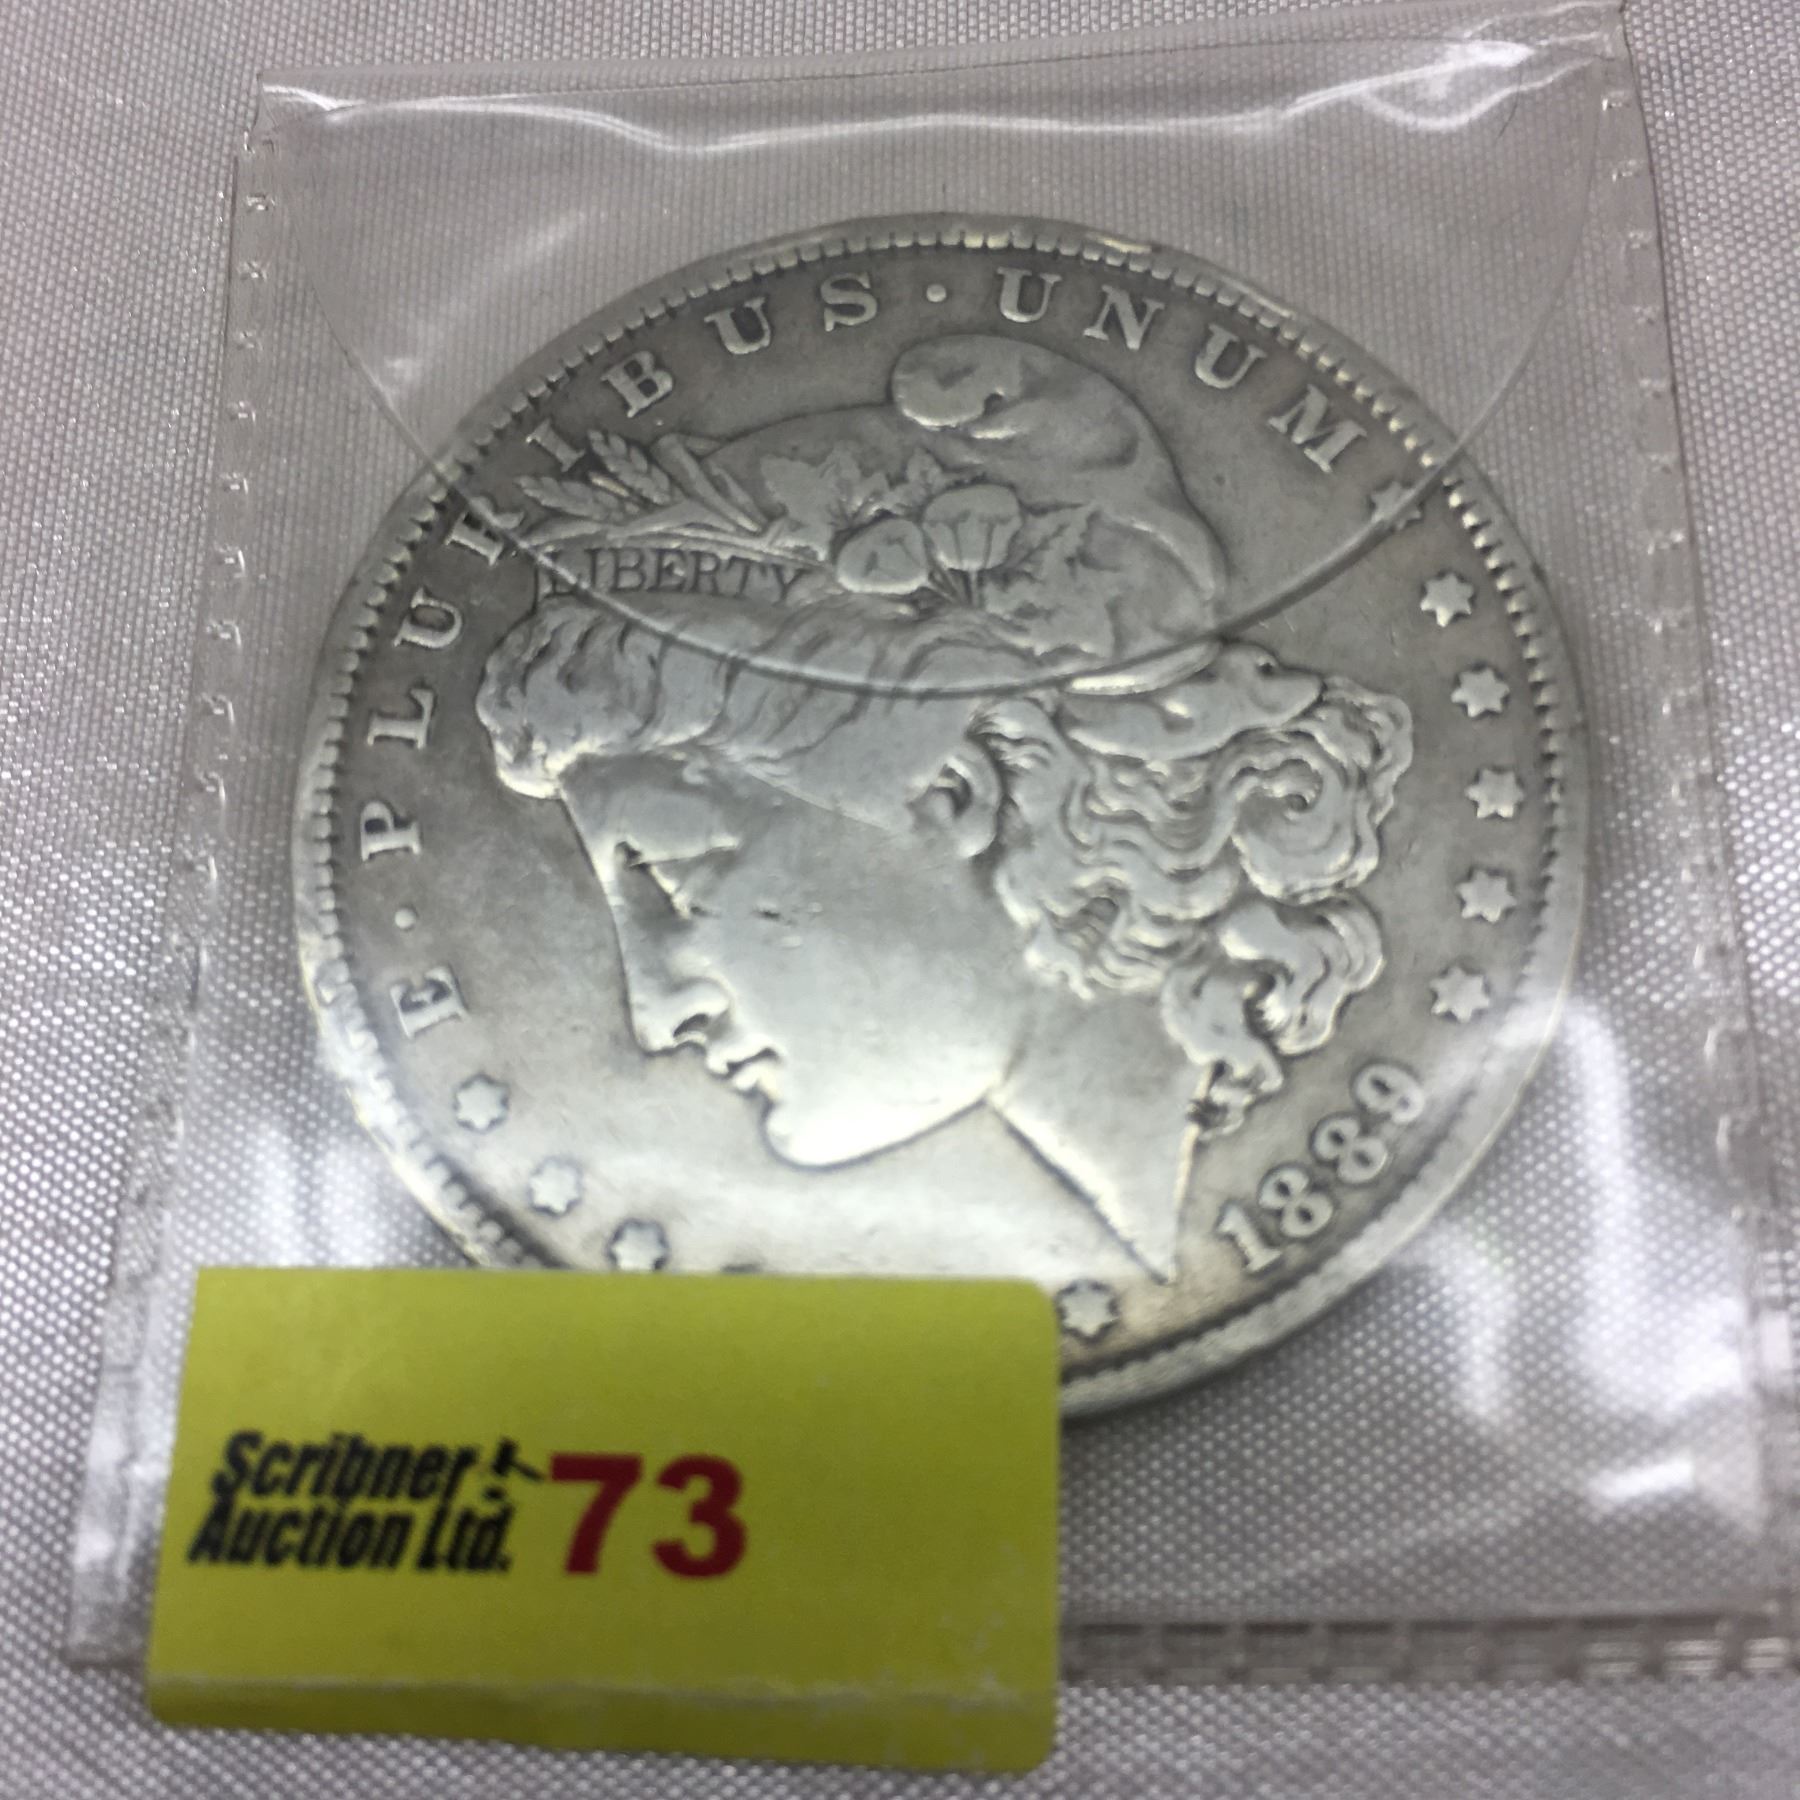 E · PLURIBUS · UNUM
LIBERTY
1889
Scribner
Auction Ltd.
73